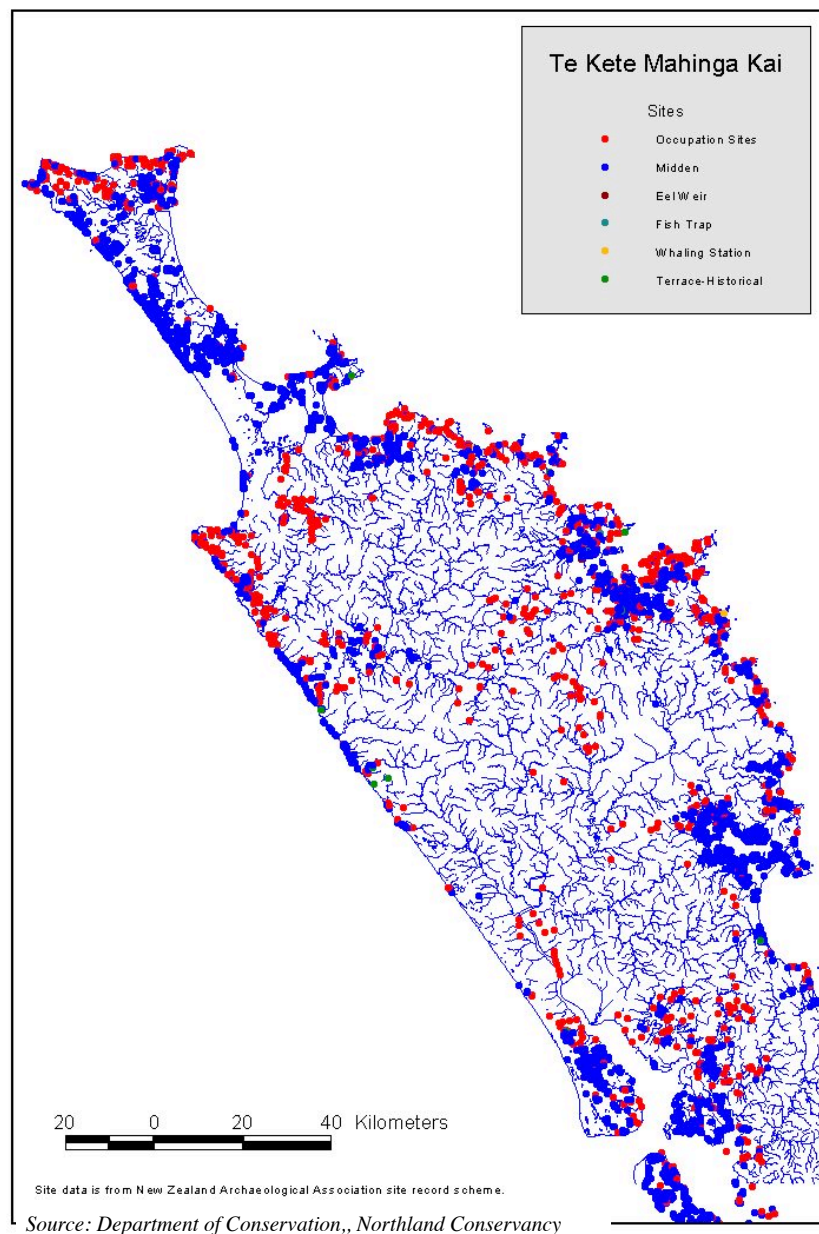 Te Kete Mahinga Kai
Sites
Occupation Sites
Midden
Eel Weir
Fish Trap
Whaling Station
Terrace-Historical
20 0 20 40 Kilometers
Site data is from New Zealand Archaeological Association site record scheme.
Source: Department of Conservation,, Northland Conservancy